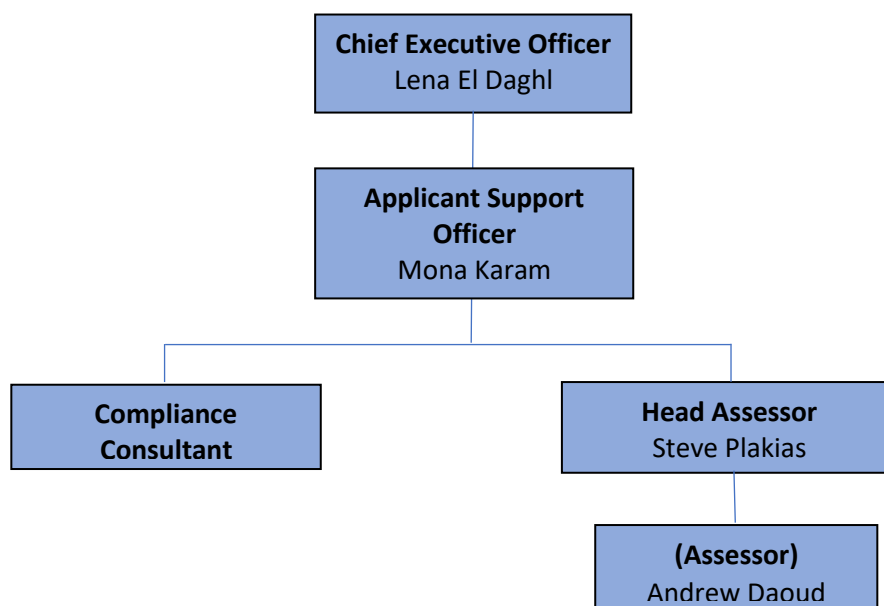 Chief Executive Officer
Lena El Daghl
Applicant Support
Officer
Mona Karam
Compliance
Consultant
Head Assessor
Steve Plakias
(Assessor)
Andrew Daoud